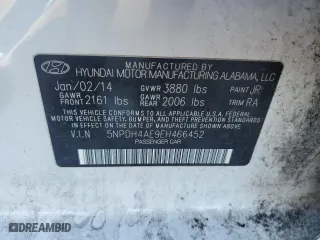 MANUFACTURED BY
HYUNDAI MOTOR MANUFACTURING ALABAMA, LLC
Jan/02/14 GVWR 3880 lbs PAINT JR
GAWR FRONT 2161 lbs GAWR REAR 2006 lbs TRIM RA
THIS VEHICLE CONFORMS TO ALL APPLICABLE U.S. FEDERAL
MOTOR VEHICLE SAFETY, BUMPER, AND THEFT PREVENTION
STANDARDS IN EFFECT ON THE DATE OF MANUFACTURE SHOWN ABOVE.
V.I.N 5NPDH4AE9EH466452
PASSENGER CAR